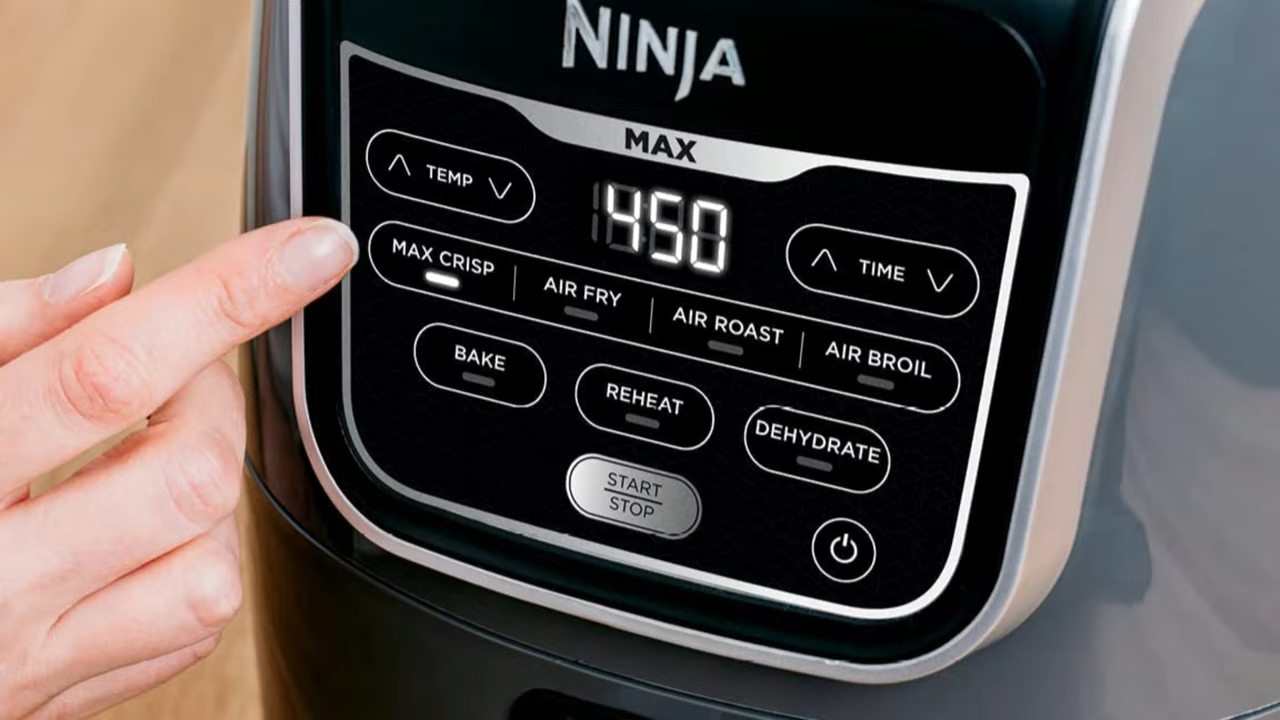 NINJA
MAX
TEMP
450
TIME
MAX CRISP
AIR FRY
AIR ROAST
AIR BROIL
BAKE
REHEAT
DEHYDRATE
START
STOP